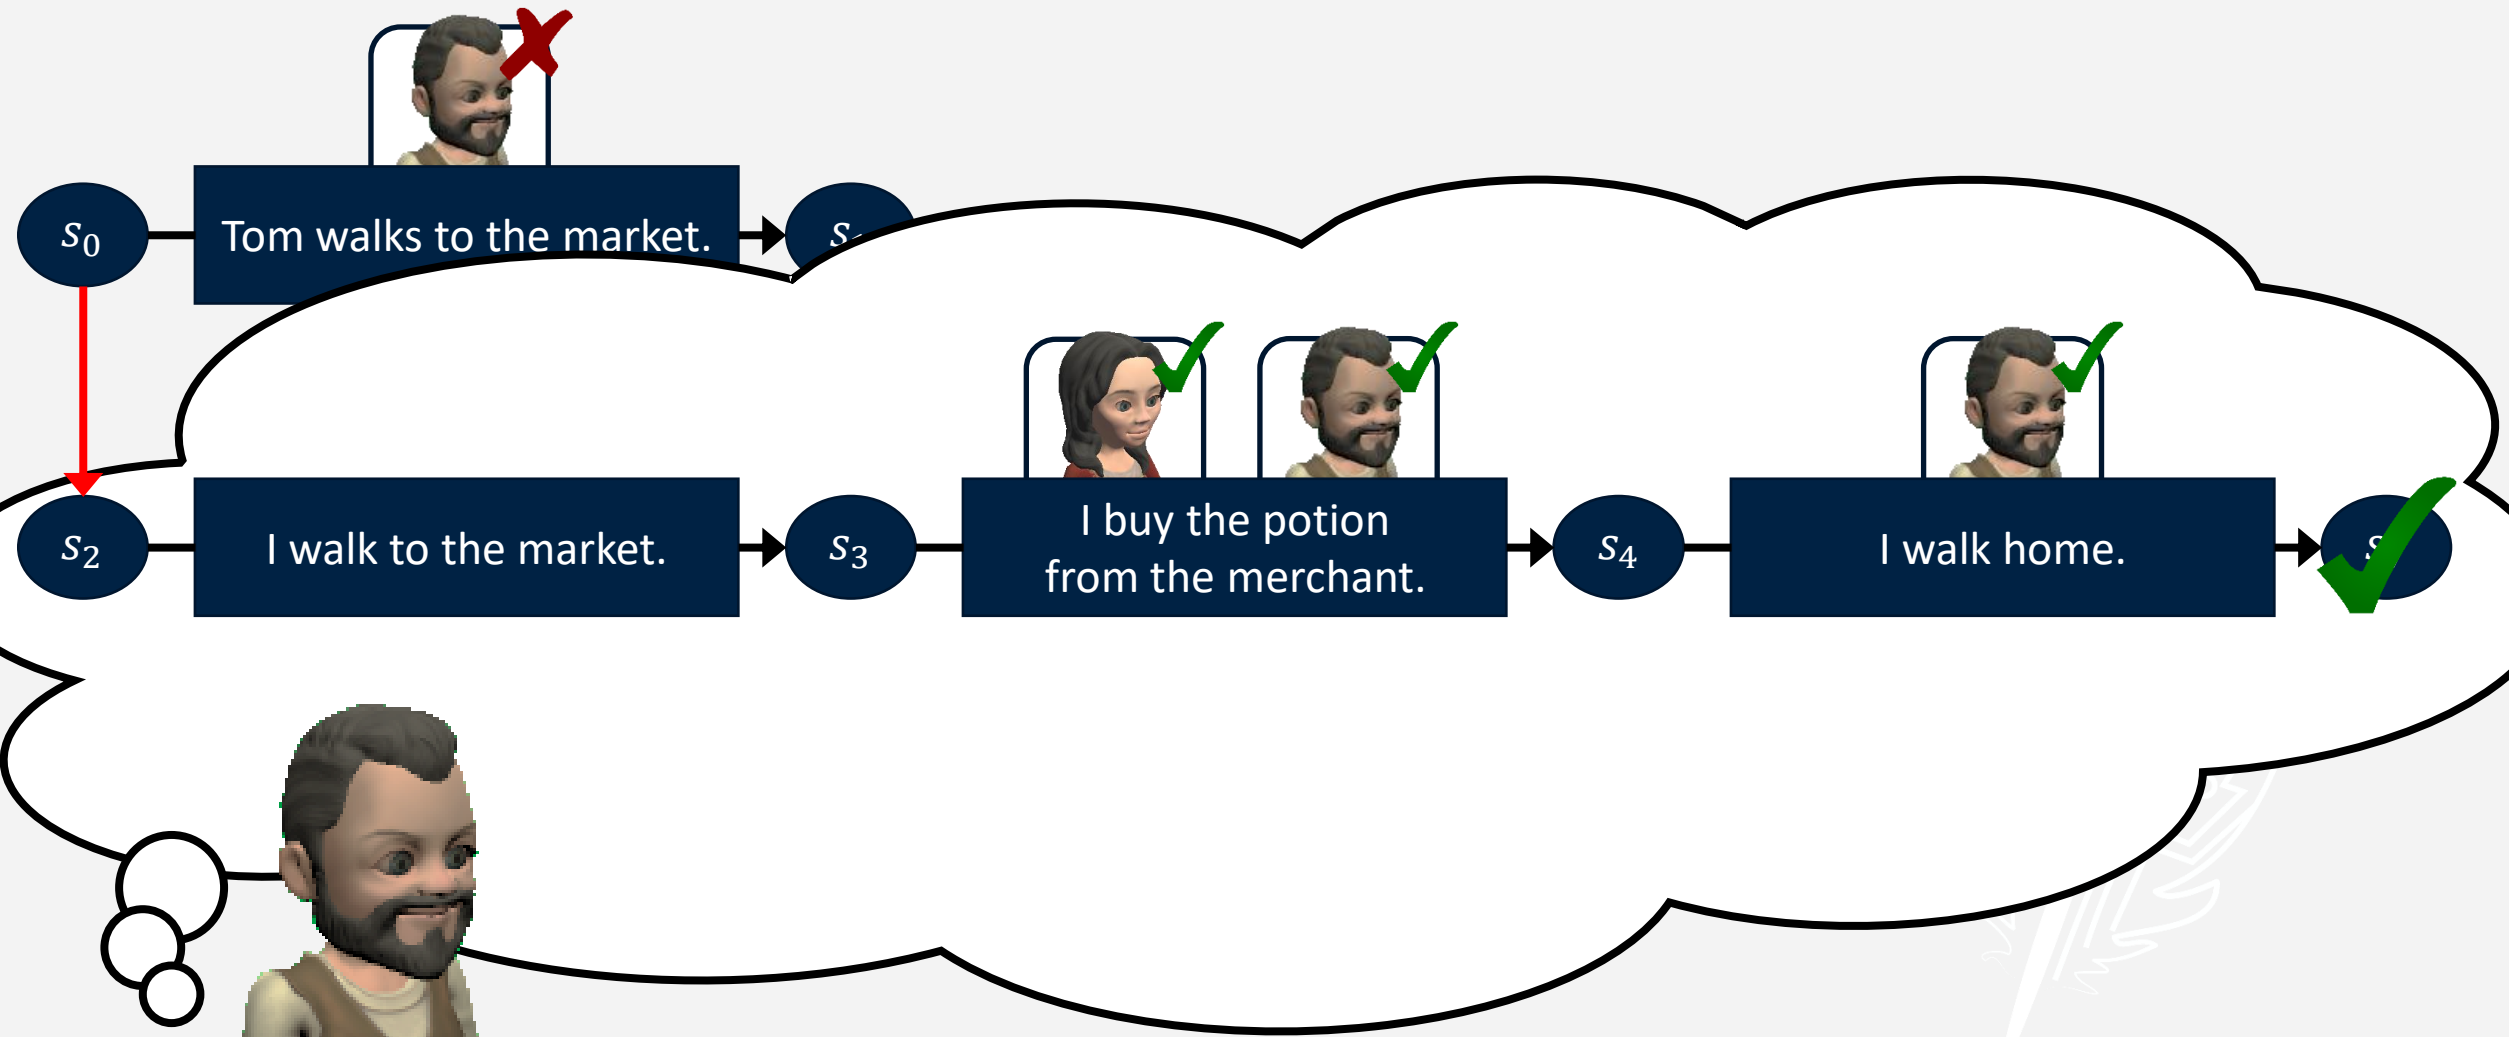 s₀
Tom walks to the market.
s
s₂
I walk to the market.
s₃
I buy the potion
from the merchant.
s₄
I walk home.
s